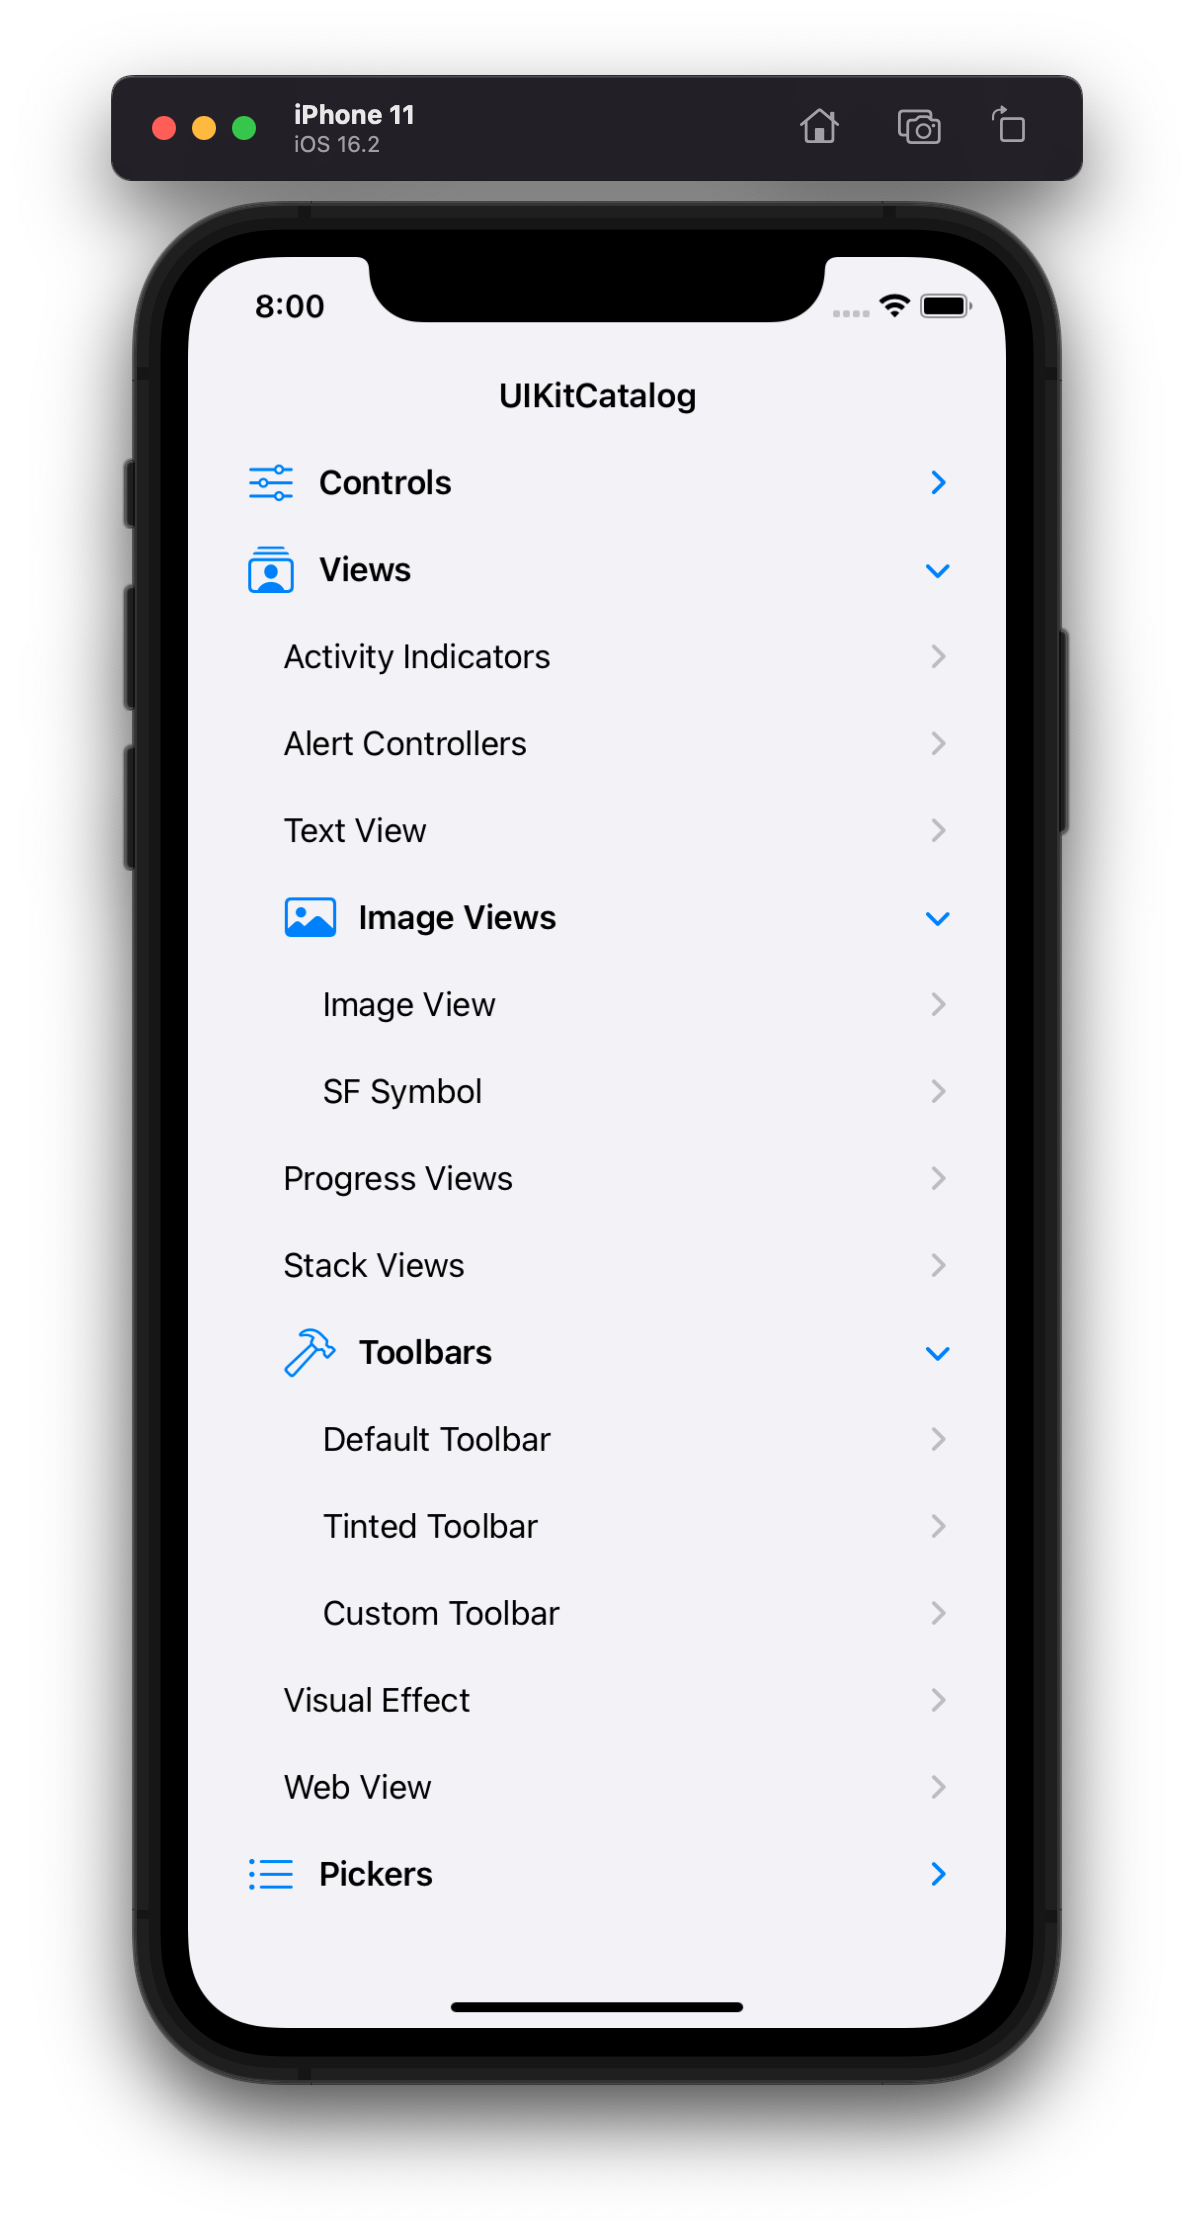 iPhone 11
iOS 16.2
8:00
UIKitCatalog
Controls
Views
Activity Indicators
Alert Controllers
Text View
Image Views
Image View
SF Symbol
Progress Views
Stack Views
Toolbars
Default Toolbar
Tinted Toolbar
Custom Toolbar
Visual Effect
Web View
Pickers